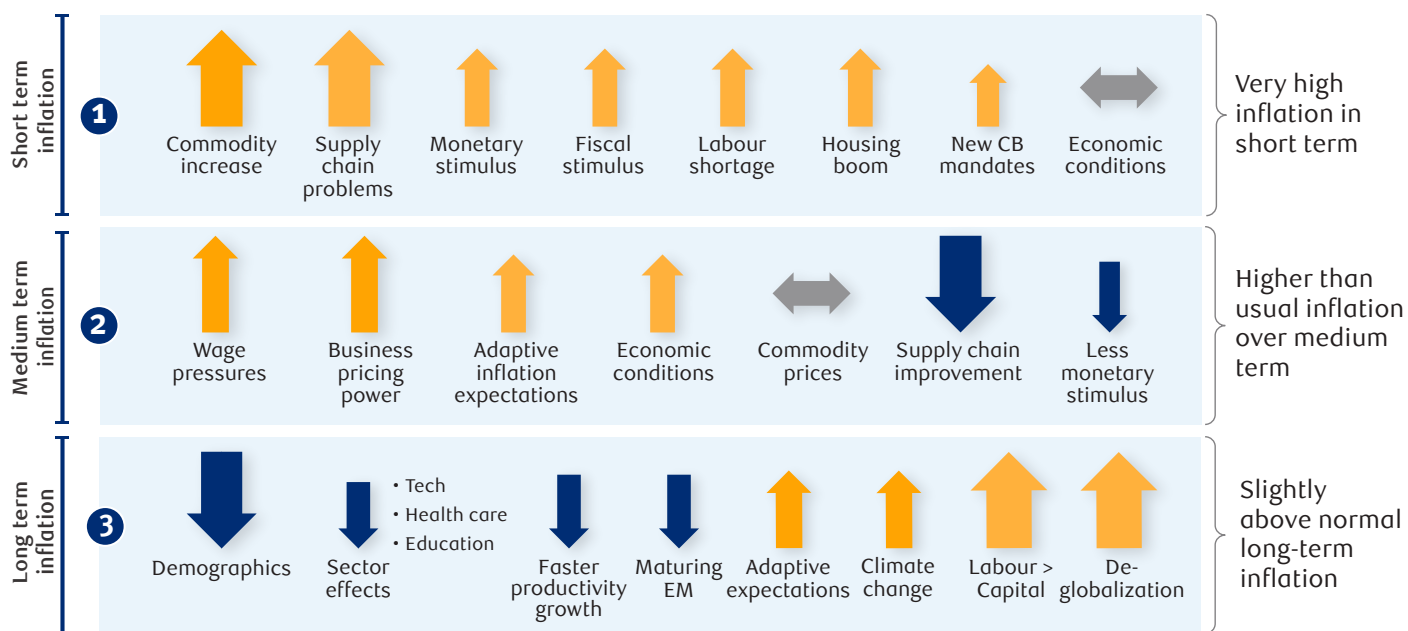 Short term
inflation
1
Commodity
increase
Supply
chain
problems
Monetary
stimulus
Fiscal
stimulus
Labour
shortage
Housing
boom
New CB
mandates
Economic
conditions
Very high
inflation in
short term
Medium term
inflation
2
Wage
pressures
Business
pricing
power
Adaptive
inflation
expectations
Economic
conditions
Commodity
prices
Supply chain
improvement
Less
monetary
stimulus
Higher than
usual inflation
over medium
term
Long term
inflation
3
Demographics
Sector
effects
• Tech
• Health care
• Education
Faster
productivity
growth
Maturing
EM
Adaptive
expectations
Climate
change
Labour >
Capital
De-
globalization
Slightly
above normal
long-term
inflation